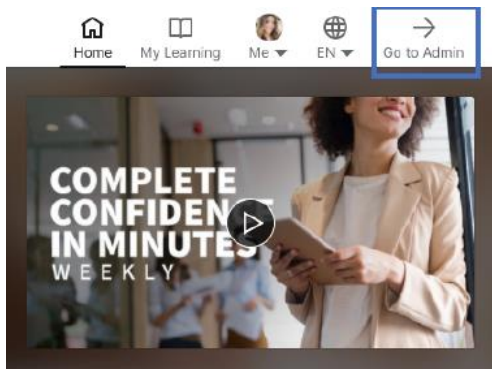 Home My Learning Me EN Go to Admin
COMPLETE
CONFIDENCE
IN MINUTES
WEEKLY